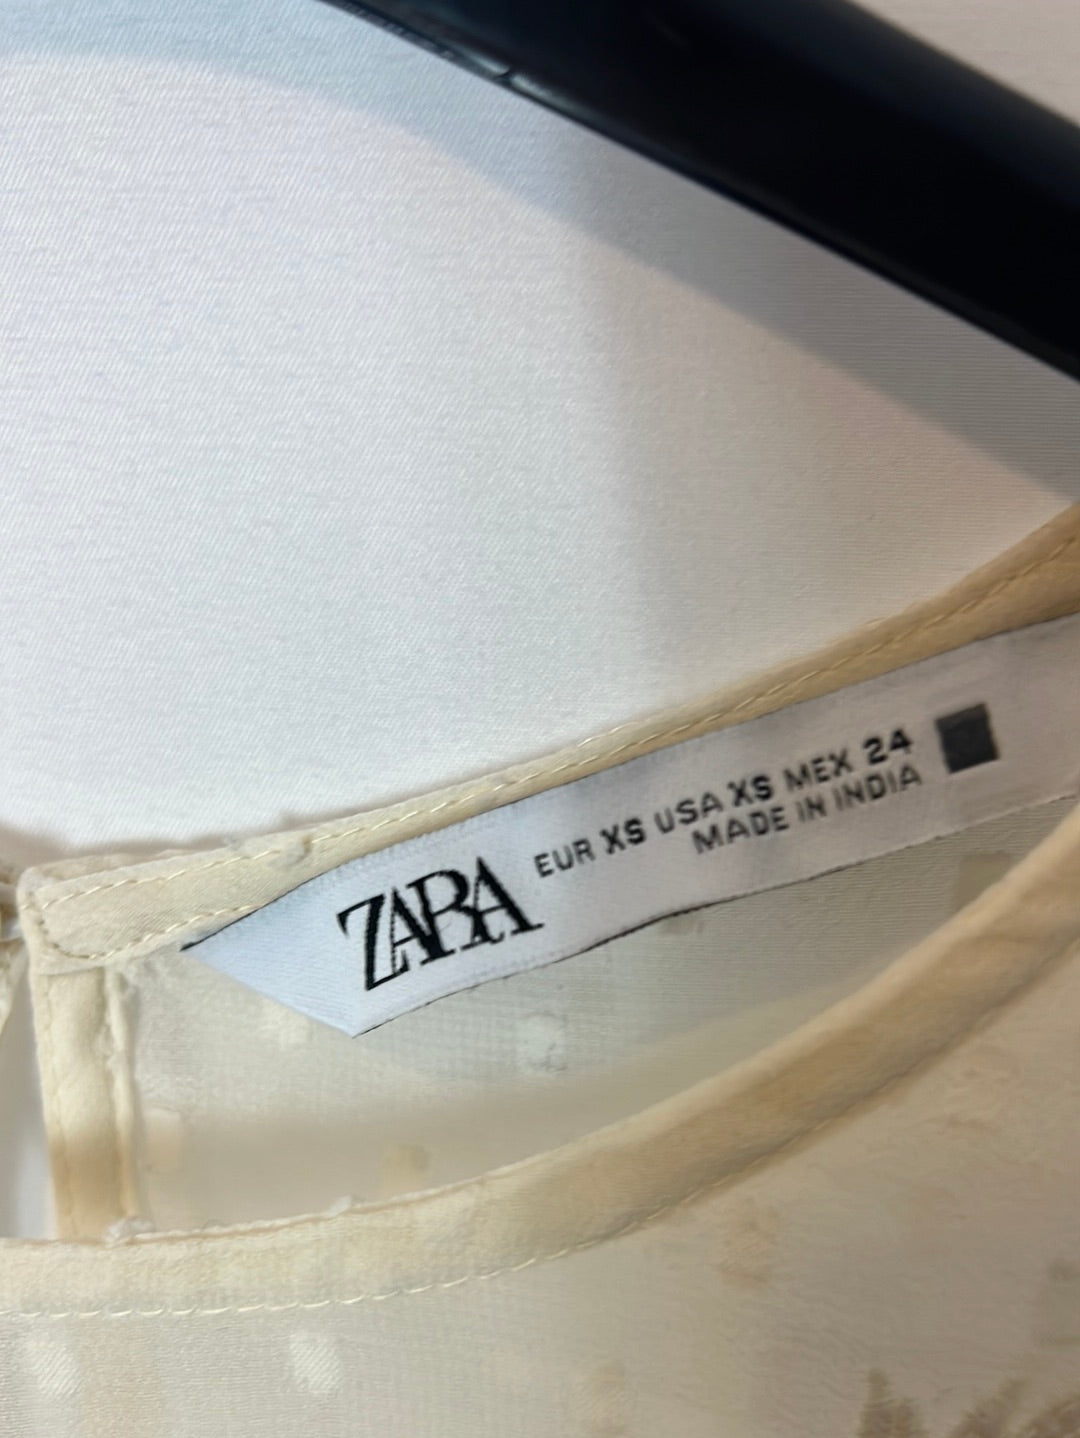 ZARA
EUR XS USA XS MEX 24
MADE IN INDIA